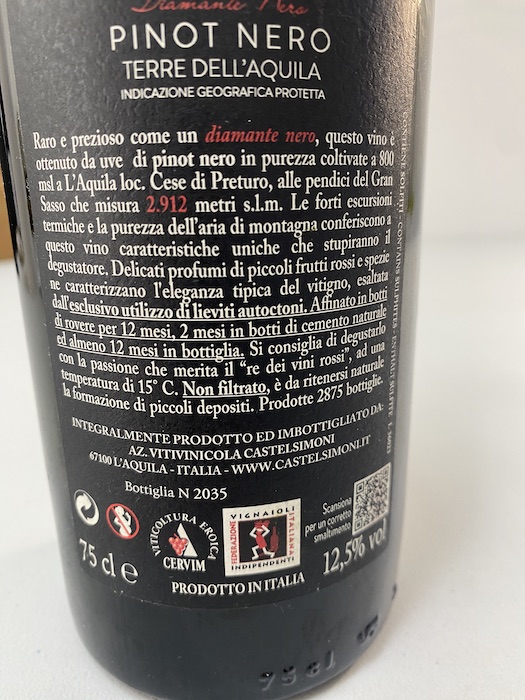 Diamante Nero
PINOT NERO
TERRE DELL'AQUILA
INDICAZIONE GEOGRAFICA PROTETTA
Raro e prezioso come un diamante nero, questo vino è
ottenuto da uve di pinot nero in purezza coltivate a 800
msl a L'Aquila loc. Cese di Preturo, alle pendici del Gran
Sasso che misura 2.912 metri s.l.m. Le forti escursioni
termiche e la purezza dell'aria di montagna conferiscono a
questo vino caratteristiche uniche che stupiranno il
degustatore. Delicati profumi di piccoli frutti rossi e spezie
ne caratterizzano l'eleganza tipica del vitigno, esaltata
dall'esclusivo utilizzo di lieviti autoctoni. Affinato in botti
di rovere per 12 mesi, 2 mesi in botti di cemento naturale
ed almeno 12 mesi in bottiglia. Si consiglia di degustarlo
con la passione che merita il "re dei vini rossi", ad una
temperatura di 15° C. Non filtrato, è da ritenersi naturale
la formazione di piccoli depositi. Prodotte 2875 bottiglie.
INTEGRALMENTE PRODOTTO ED IMBOTTIGLIATO DA:
AZ. VITIVINICOLA CASTELSIMONI
67100 L'AQUILA - ITALIA - WWW.CASTELSIMONI.IT
Bottiglia N 2035
CONTIENE SOLFITI - CONTAINS SULPHITES - ENTHÄLT SULFITE
75 cl e
VITICOLTURA EROICA
CERVIM
FEDERAZIONE
VIGNAIOLI
ITALIANA
INDIPENDENTI
Scansiona
per un corretto
smaltimento
12,5% vol
PRODOTTO IN ITALIA
75 cl